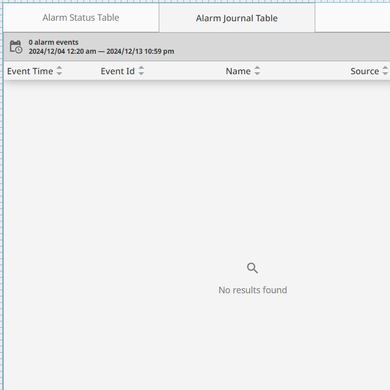 Alarm Status Table
Alarm Journal Table
0 alarm events
2024/12/04 12:20 am — 2024/12/13 10:59 pm
Event Time Event Id Name Source
No results found